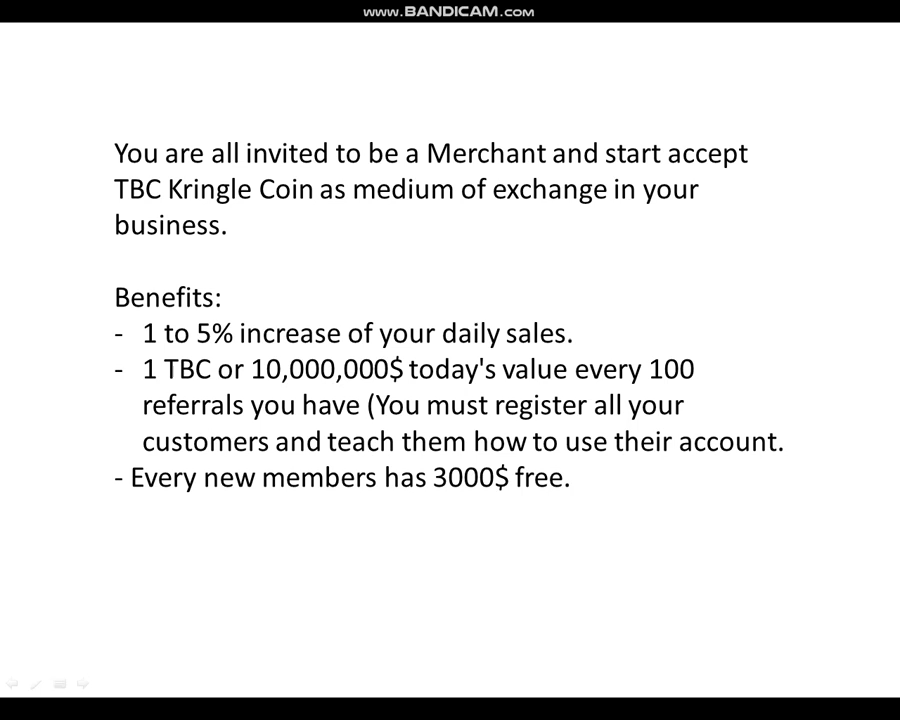 www.BANDICAM.com
You are all invited to be a Merchant and start accept
TBC Kringle Coin as medium of exchange in your
business.
Benefits:
- 1 to 5% increase of your daily sales.
- 1 TBC or 10,000,000$ today's value every 100
referrals you have (You must register all your
customers and teach them how to use their account.
- Every new members has 3000$ free.